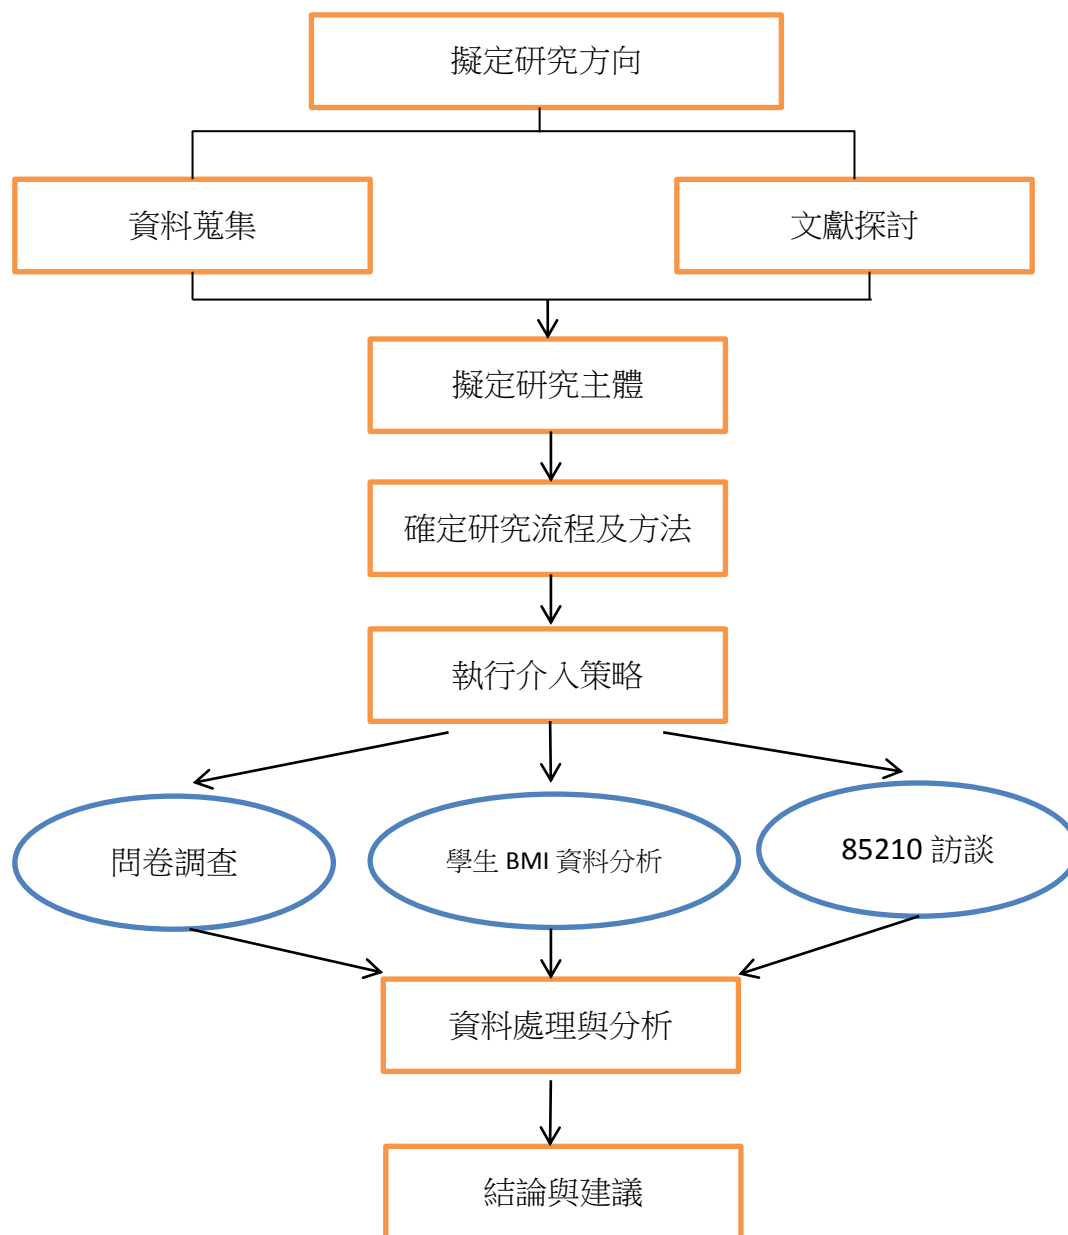 擬定研究方向
資料蒐集
文獻探討
擬定研究主體
確定研究流程及方法
執行介入策略
問卷調查
學生 BMI 資料分析
85210 訪談
資料處理與分析
結論與建議